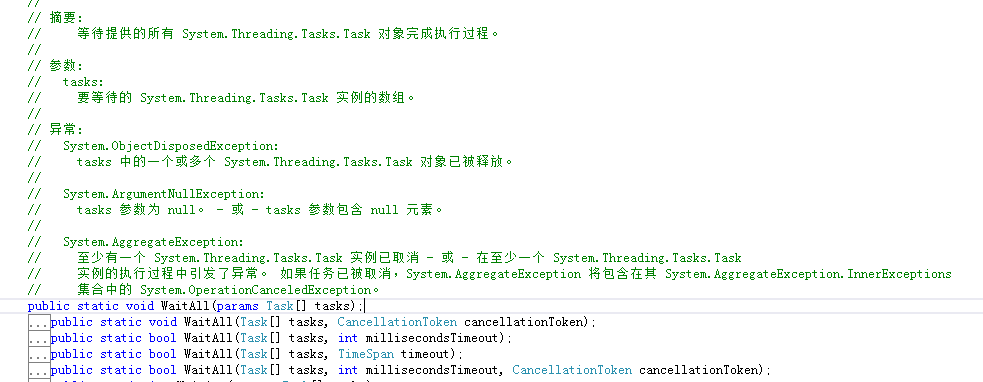 //
// 摘要:
//     等待提供的所有 System.Threading.Tasks.Task 对象完成执行过程。
//
// 参数:
//   tasks:
//     要等待的 System.Threading.Tasks.Task 实例的数组。
//
// 异常:
//   System.ObjectDisposedException:
//     tasks 中的一个或多个 System.Threading.Tasks.Task 对象已被释放。
//
//   System.ArgumentNullException:
//     tasks 参数为 null。 - 或 - tasks 参数包含 null 元素。
//
//   System.AggregateException:
//     至少有一个 System.Threading.Tasks.Task 实例已取消 - 或 - 在至少一个 System.Threading.Tasks.Task
//     实例的执行过程中引发了异常。 如果任务已被取消，System.AggregateException 将包含在其 System.AggregateException.InnerExceptions
//     集合中的 System.OperationCanceledException。
public static void WaitAll(params Task[] tasks);
...public static void WaitAll(Task[] tasks, CancellationToken cancellationToken);
...public static bool WaitAll(Task[] tasks, int millisecondsTimeout);
...public static bool WaitAll(Task[] tasks, TimeSpan timeout);
...public static bool WaitAll(Task[] tasks, int millisecondsTimeout, CancellationToken cancellationToken);